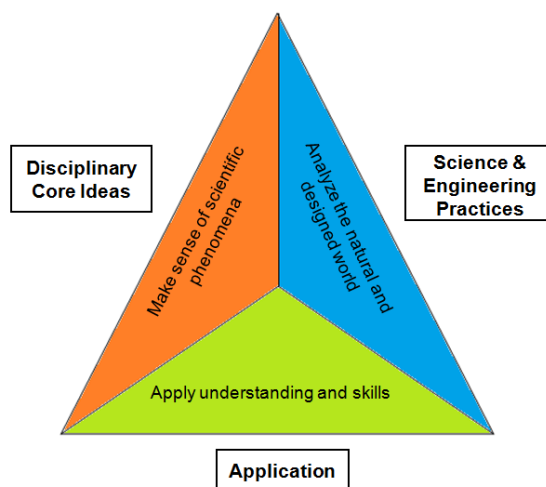 Disciplinary
Core Ideas
Make sense of scientific
phenomena
Analyze the natural and
designed world
Science &
Engineering
Practices
Apply understanding and skills
Application